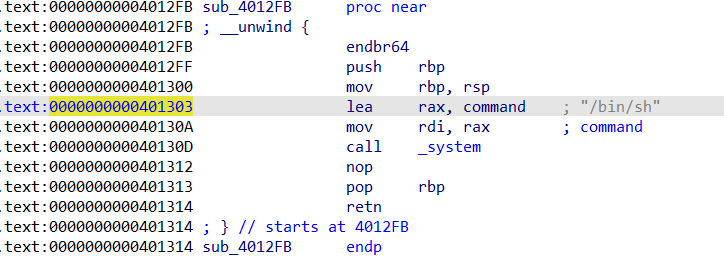 .text:00000000004012FB sub_4012FB proc near
.text:00000000004012FB ; __unwind {
.text:00000000004012FB endbr64
.text:00000000004012FF push rbp
.text:0000000000401300 mov rbp, rsp
.text:0000000000401303 lea rax, command ; "/bin/sh"
.text:000000000040130A mov rdi, rax ; command
.text:000000000040130D call _system
.text:0000000000401312 nop
.text:0000000000401313 pop rbp
.text:0000000000401314 retn
.text:0000000000401314 ; } // starts at 4012FB
.text:0000000000401314 sub_4012FB endp